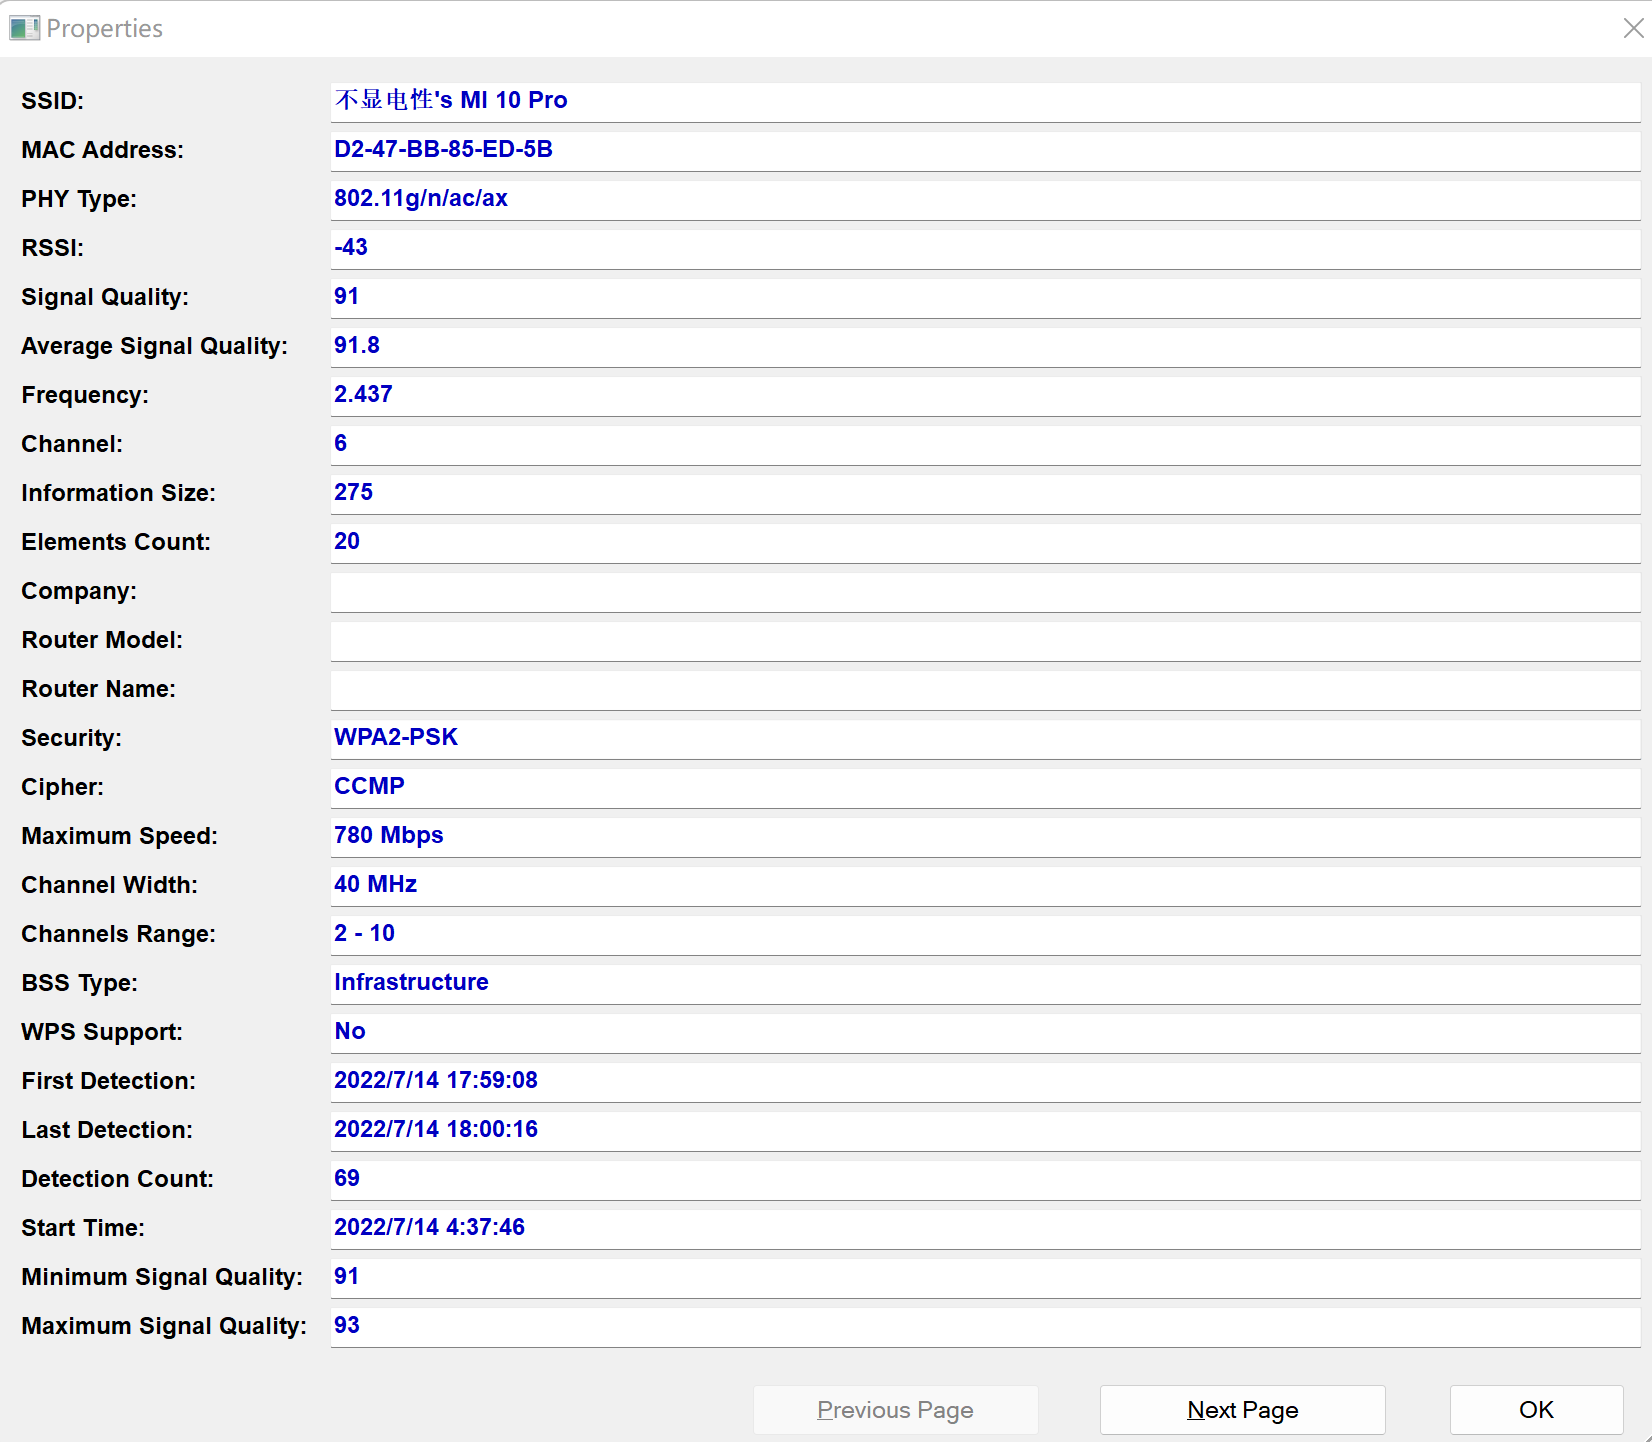 Properties
SSID: 不显电性's MI 10 Pro
MAC Address: D2-47-BB-85-ED-5B
PHY Type: 802.11g/n/ac/ax
RSSI: -43
Signal Quality: 91
Average Signal Quality: 91.8
Frequency: 2.437
Channel: 6
Information Size: 275
Elements Count: 20
Company:
Router Model:
Router Name:
Security: WPA2-PSK
Cipher: CCMP
Maximum Speed: 780 Mbps
Channel Width: 40 MHz
Channels Range: 2 - 10
BSS Type: Infrastructure
WPS Support: No
First Detection: 2022/7/14 17:59:08
Last Detection: 2022/7/14 18:00:16
Detection Count: 69
Start Time: 2022/7/14 4:37:46
Minimum Signal Quality: 91
Maximum Signal Quality: 93
Previous Page Next Page OK